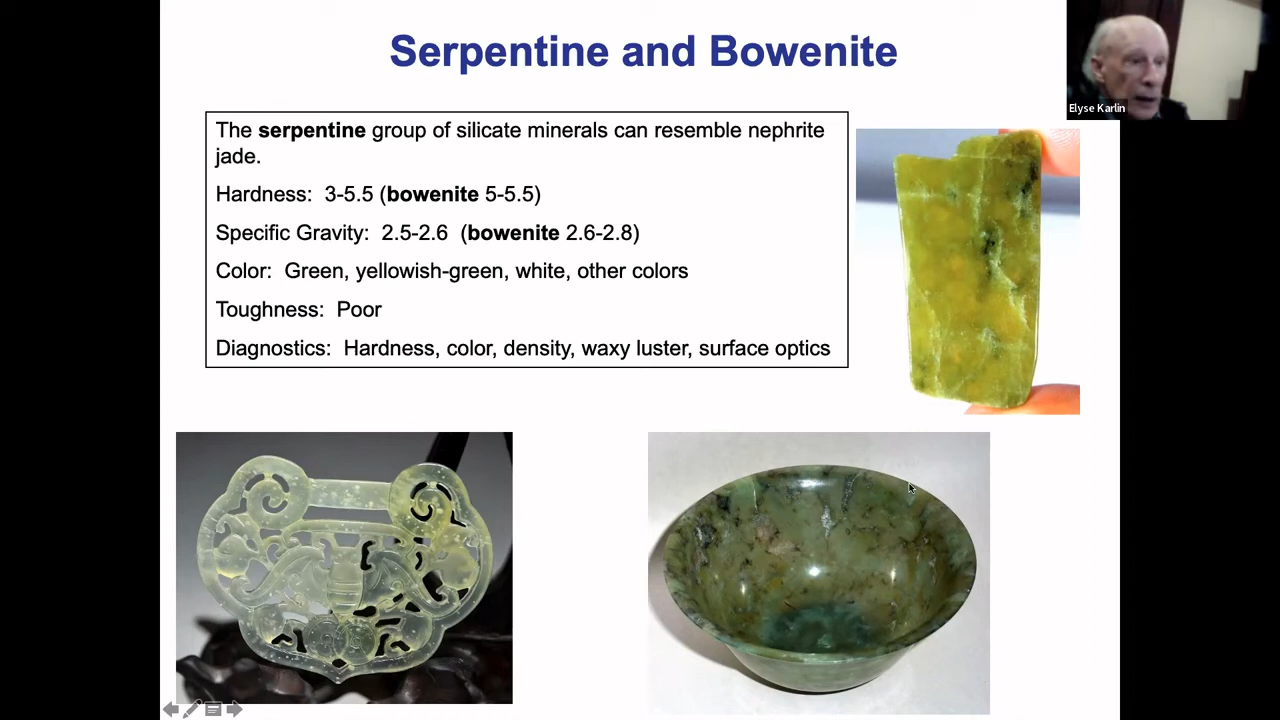 Serpentine and Bowenite
Elyse Karlin
The serpentine group of silicate minerals can resemble nephrite
jade.
Hardness:  3-5.5 (bowenite 5-5.5)
Specific Gravity:  2.5-2.6  (bowenite 2.6-2.8)
Color:  Green, yellowish-green, white, other colors
Toughness:  Poor
Diagnostics:  Hardness, color, density, waxy luster, surface optics